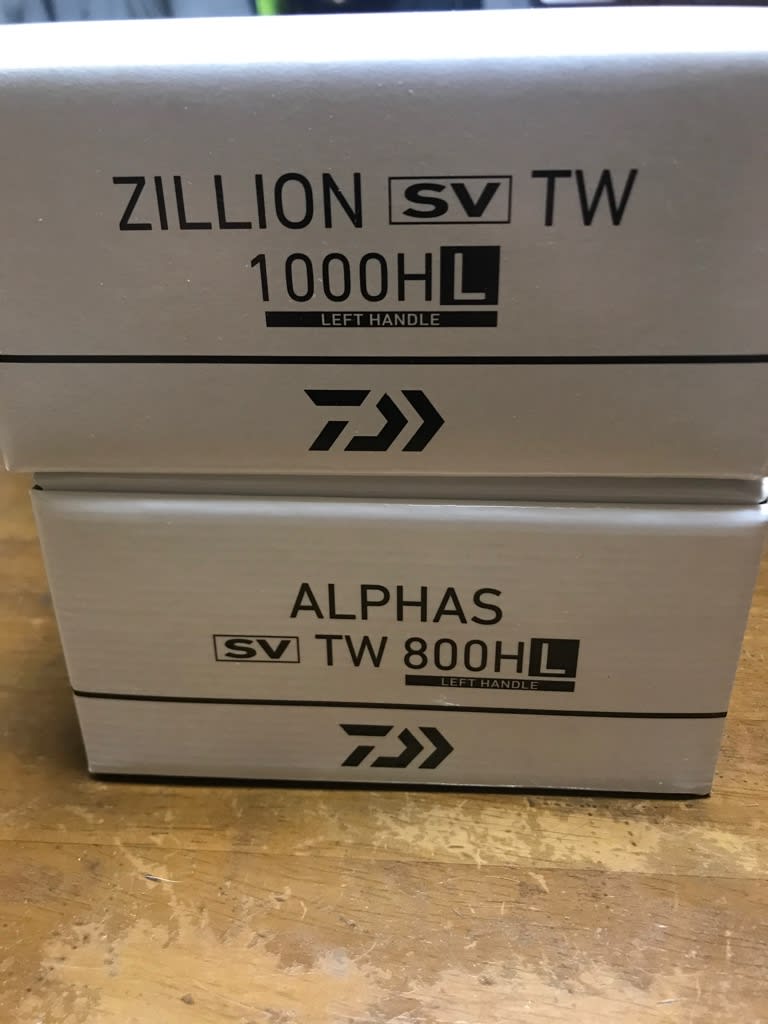 ZILLION SV TW
1000HL
LEFT HANDLE
ALPHAS
SV TW 800HL
LEFT HANDLE